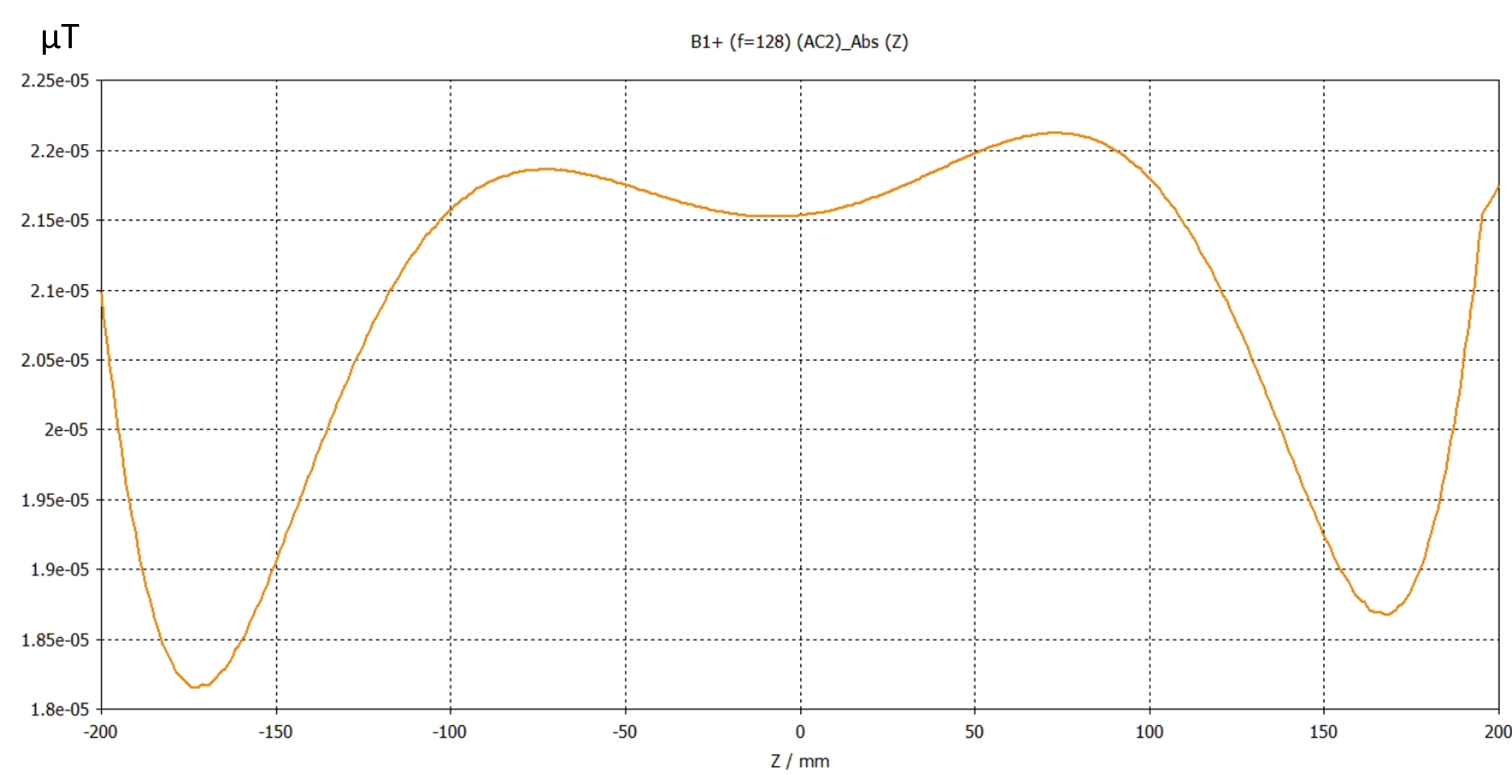 µT
B1+ (f=128) (AC2)_Abs (Z)
2.25e-05
2.2e-05
2.15e-05
2.1e-05
2.05e-05
2e-05
1.95e-05
1.9e-05
1.85e-05
1.8e-05
-200 -150 -100 -50 0 50 100 150 200
Z / mm